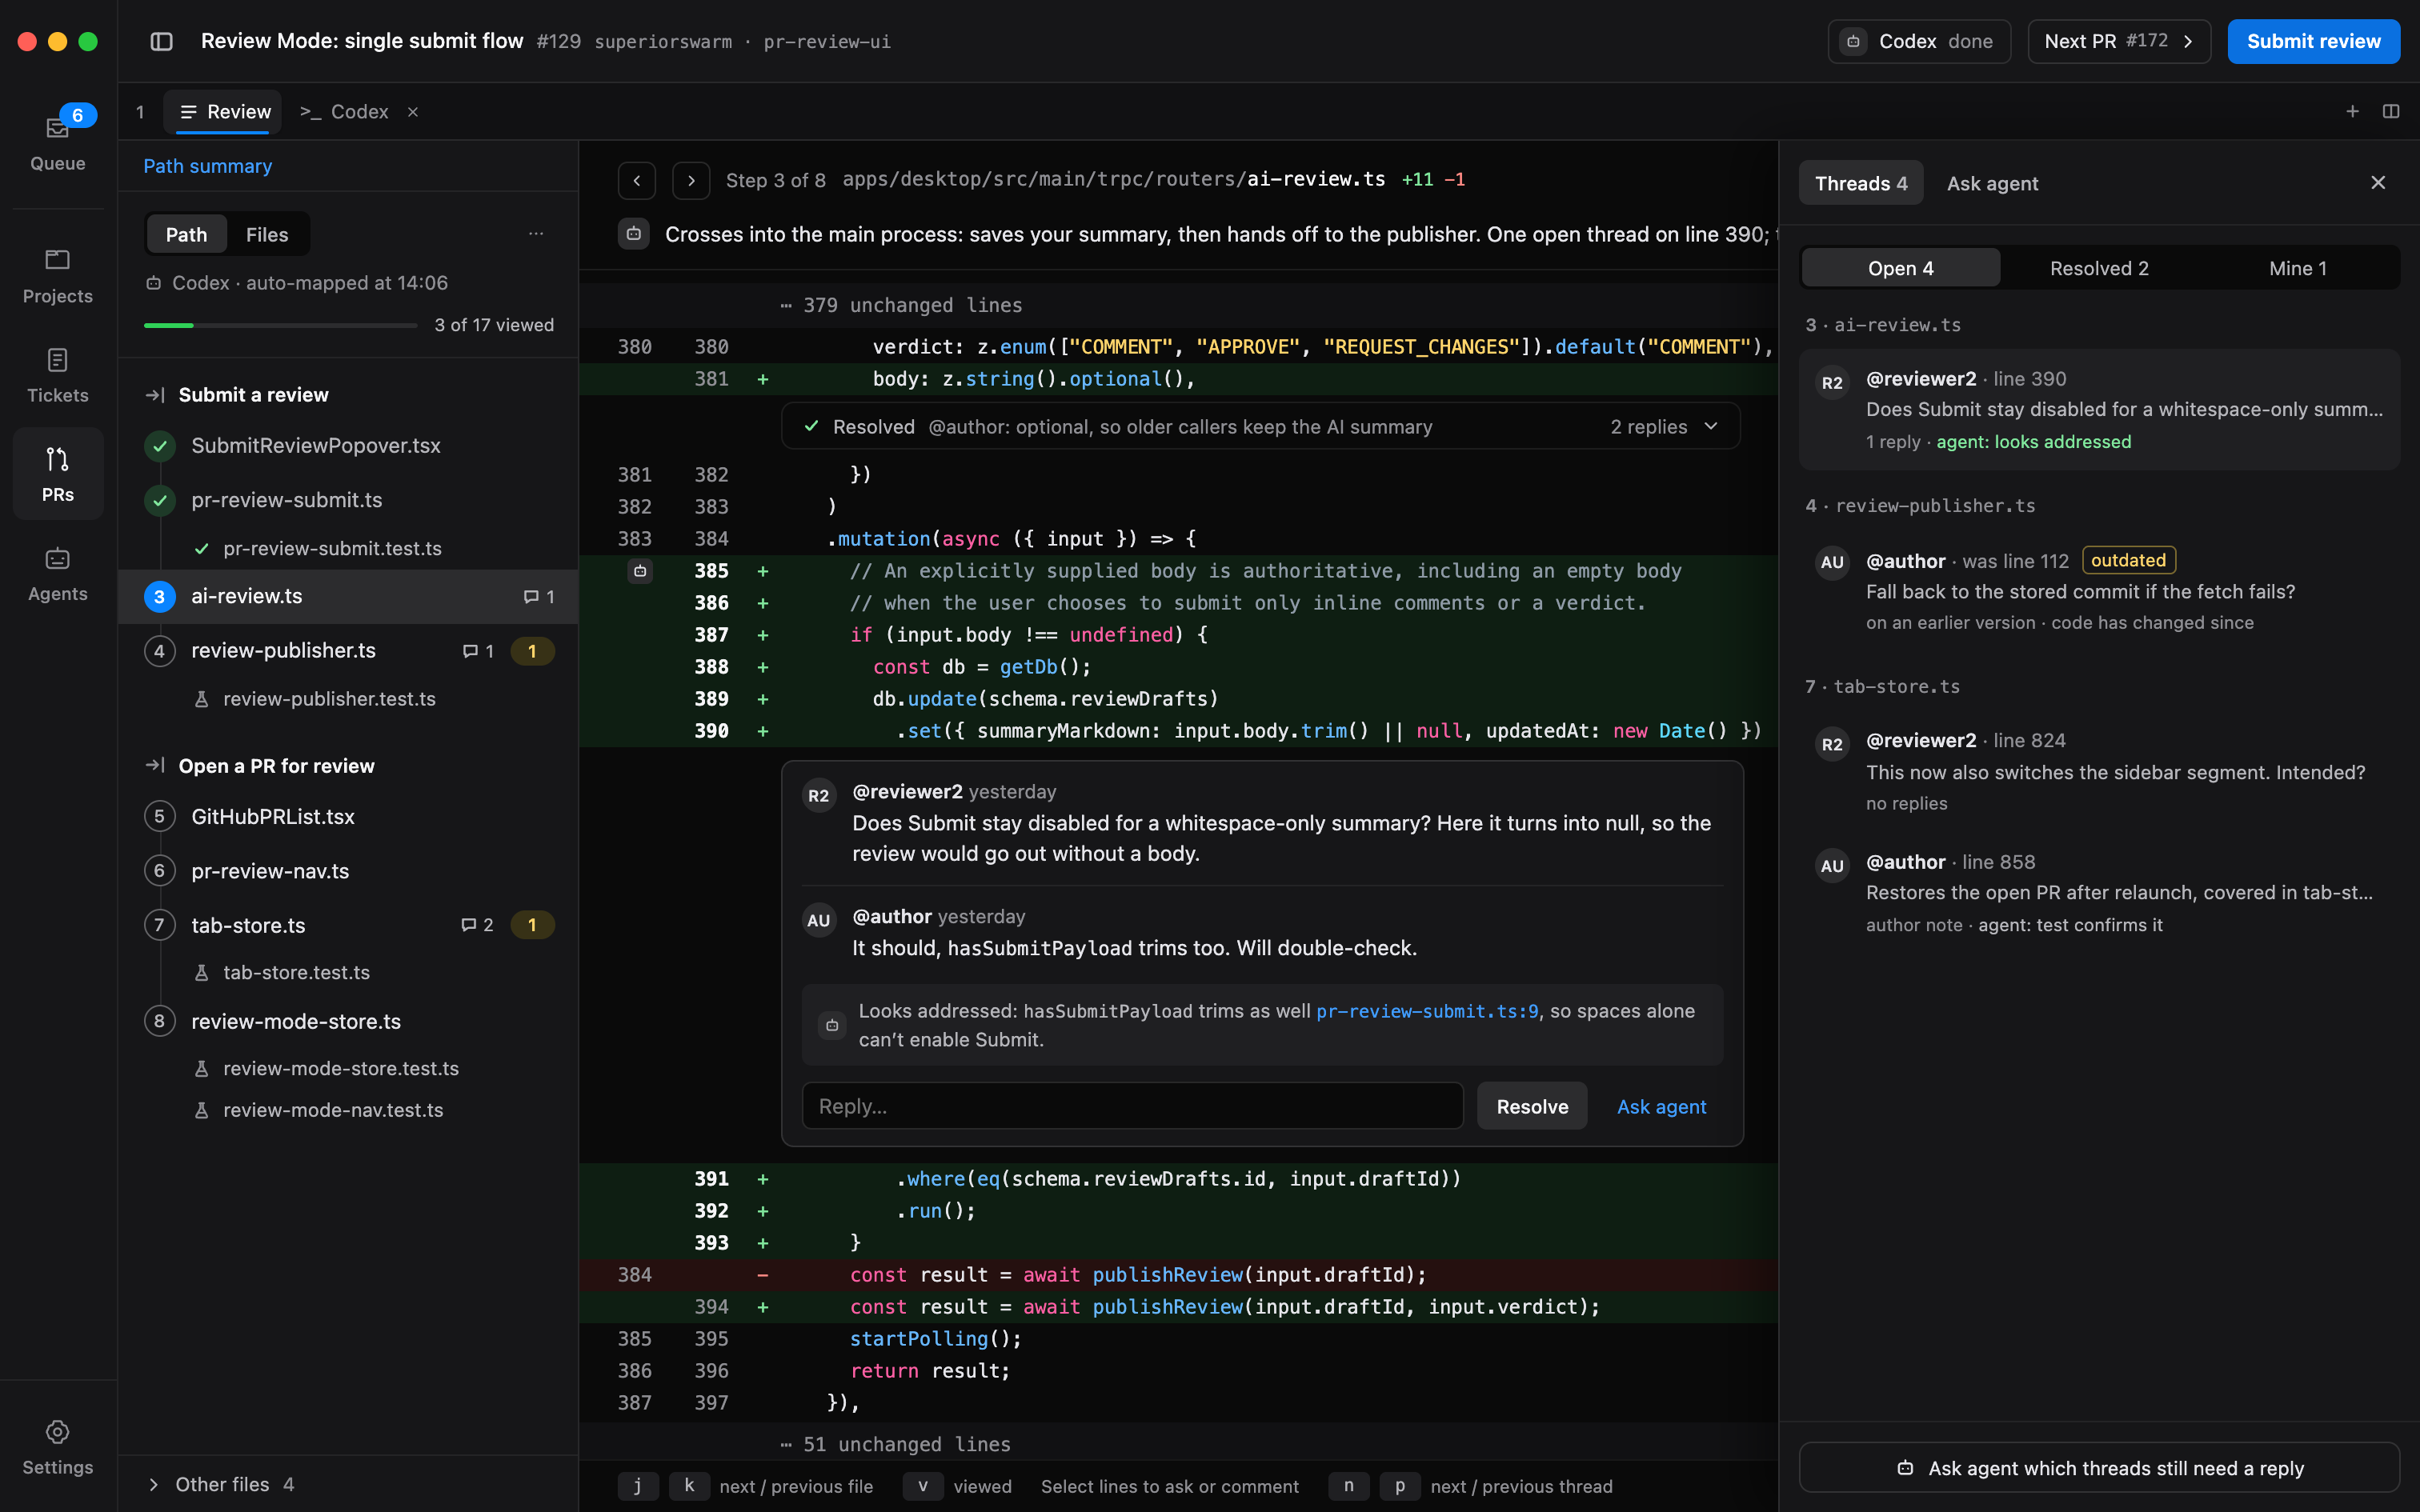 Review Mode: single submit flow #129 superiorswarm · pr-review-ui
Codex done
Next PR #172
Submit review
6
Queue
Projects
Tickets
PRs
Agents
Settings
1
Review
>_ Codex ×
Path summary
Path Files
Codex · auto-mapped at 14:06
3 of 17 viewed
Submit a review
SubmitReviewPopover.tsx
pr-review-submit.ts
pr-review-submit.test.ts
3 ai-review.ts 1
4 review-publisher.ts 1 1
review-publisher.test.ts
Open a PR for review
5 GitHubPRList.tsx
6 pr-review-nav.ts
7 tab-store.ts 2 1
tab-store.test.ts
8 review-mode-store.ts
review-mode-store.test.ts
review-mode-nav.test.ts
Other files 4
Step 3 of 8 apps/desktop/src/main/trpc/routers/ai-review.ts +11 −1
Crosses into the main process: saves your summary, then hands off to the publisher. One open thread on line 390;
⋯ 379 unchanged lines
380 380 verdict: z.enum(["COMMENT", "APPROVE", "REQUEST_CHANGES"]).default("COMMENT"),
381 + body: z.string().optional(),
Resolved @author: optional, so older callers keep the AI summary 2 replies
381 382 })
382 383 )
383 384 .mutation(async ({ input }) => {
385 + // An explicitly supplied body is authoritative, including an empty body
386 + // when the user chooses to submit only inline comments or a verdict.
387 + if (input.body !== undefined) {
388 + const db = getDb();
389 + db.update(schema.reviewDrafts)
390 + .set({ summaryMarkdown: input.body.trim() || null, updatedAt: new Date() })
R2 @reviewer2 yesterday
Does Submit stay disabled for a whitespace-only summary? Here it turns into null, so the
review would go out without a body.
AU @author yesterday
It should, hasSubmitPayload trims too. Will double-check.
Looks addressed: hasSubmitPayload trims as well pr-review-submit.ts:9, so spaces alone
can’t enable Submit.
Reply... Resolve Ask agent
391 + .where(eq(schema.reviewDrafts.id, input.draftId))
392 + .run();
393 + }
384 − const result = await publishReview(input.draftId);
394 + const result = await publishReview(input.draftId, input.verdict);
385 395 startPolling();
386 396 return result;
387 397 }),
⋯ 51 unchanged lines
j k next / previous file v viewed Select lines to ask or comment n p next / previous thread
Threads 4 Ask agent
Open 4 Resolved 2 Mine 1
3 · ai-review.ts
R2 @reviewer2 · line 390
Does Submit stay disabled for a whitespace-only summ...
1 reply · agent: looks addressed
4 · review-publisher.ts
AU @author · was line 112 outdated
Fall back to the stored commit if the fetch fails?
on an earlier version · code has changed since
7 · tab-store.ts
R2 @reviewer2 · line 824
This now also switches the sidebar segment. Intended?
no replies
AU @author · line 858
Restores the open PR after relaunch, covered in tab-st...
author note · agent: test confirms it
Ask agent which threads still need a reply